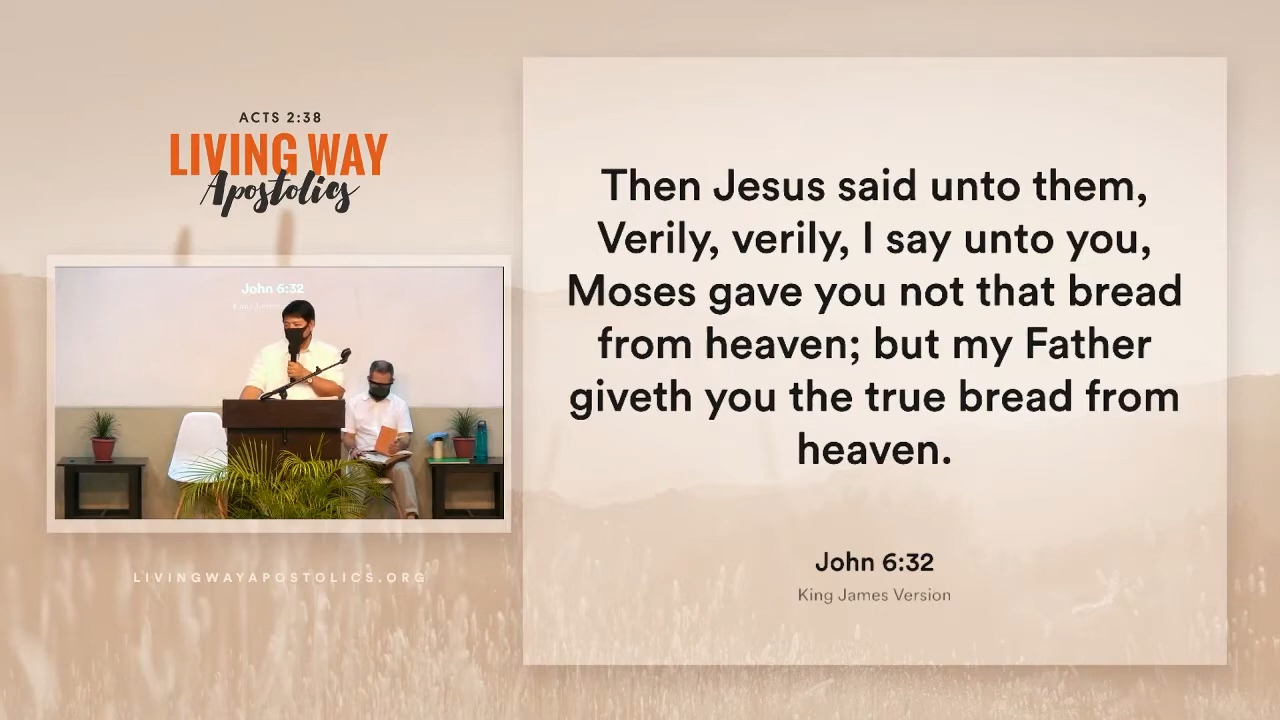 ACTS 2:38
LIVING WAY
Apostolics
John 6:32
LIVINGWAYAPOSTOLICS.ORG
Then Jesus said unto them,
Verily, verily, I say unto you,
Moses gave you not that bread
from heaven; but my Father
giveth you the true bread from
heaven.
John 6:32
King James Version